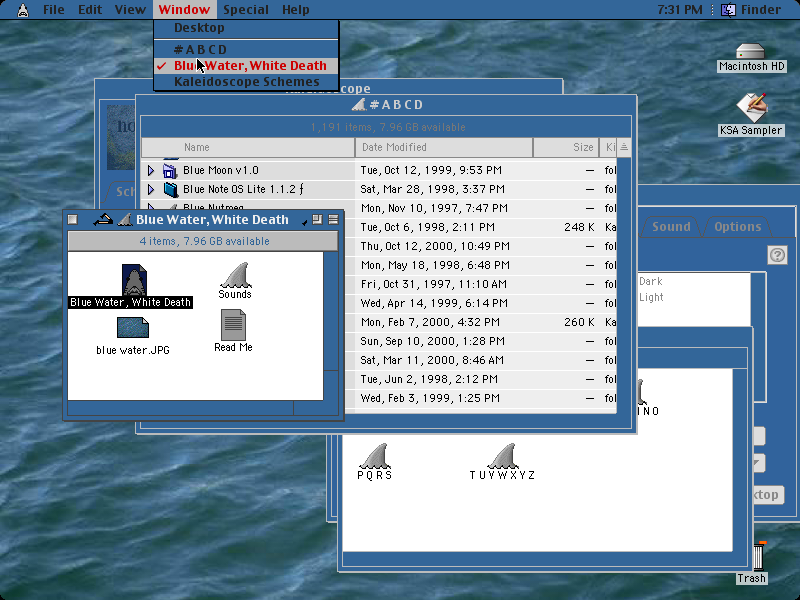 File Edit View Window Special Help 7:31 PM Finder
Desktop
#ABCD
Blue Water, White Death
Kaleidoscope Schemes
Macintosh HD
KSA Sampler
#ABCD
1,191 items, 7.96 GB available
Name Date Modified Size Ki
Blue Moon v1.0 Tue, Oct 12, 1999, 9:53 PM — fol
Blue Note OS Lite 1.1.2 ƒ Sat, Mar 28, 1998, 3:37 PM — fol
Blue Nutmeg Mon, Nov 10, 1997, 7:47 PM — fol
Tue, Oct 6, 1998, 2:11 PM 248 K Ka
Thu, Oct 12, 2000, 10:49 PM — fol
Mon, May 18, 1998, 6:48 PM — fol
Fri, Oct 31, 1997, 11:10 AM — fol
Wed, Apr 14, 1999, 6:14 PM — fol
Mon, Feb 7, 2000, 4:32 PM 260 K Ka
Sun, Sep 10, 2000, 1:28 PM — fol
Sat, Mar 11, 2000, 8:46 AM — fol
Tue, Jun 2, 1998, 2:12 PM — fol
Wed, Feb 3, 1999, 1:25 PM — fol
Blue Water, White Death
4 items, 7.96 GB available
Blue Water, White Death
Sounds
blue water.JPG
Read Me
Sound Options
Dark
Light
PQRS
TUVWXYZ
Trash